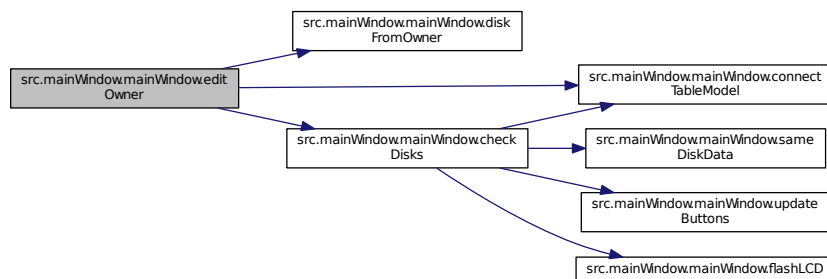 src.mainWindow.mainWindow.disk
FromOwner
src.mainWindow.mainWindow.edit
Owner
src.mainWindow.mainWindow.connect
TableModel
src.mainWindow.mainWindow.check
Disks
src.mainWindow.mainWindow.same
DiskData
src.mainWindow.mainWindow.update
Buttons
src.mainWindow.mainWindow.flashLCD